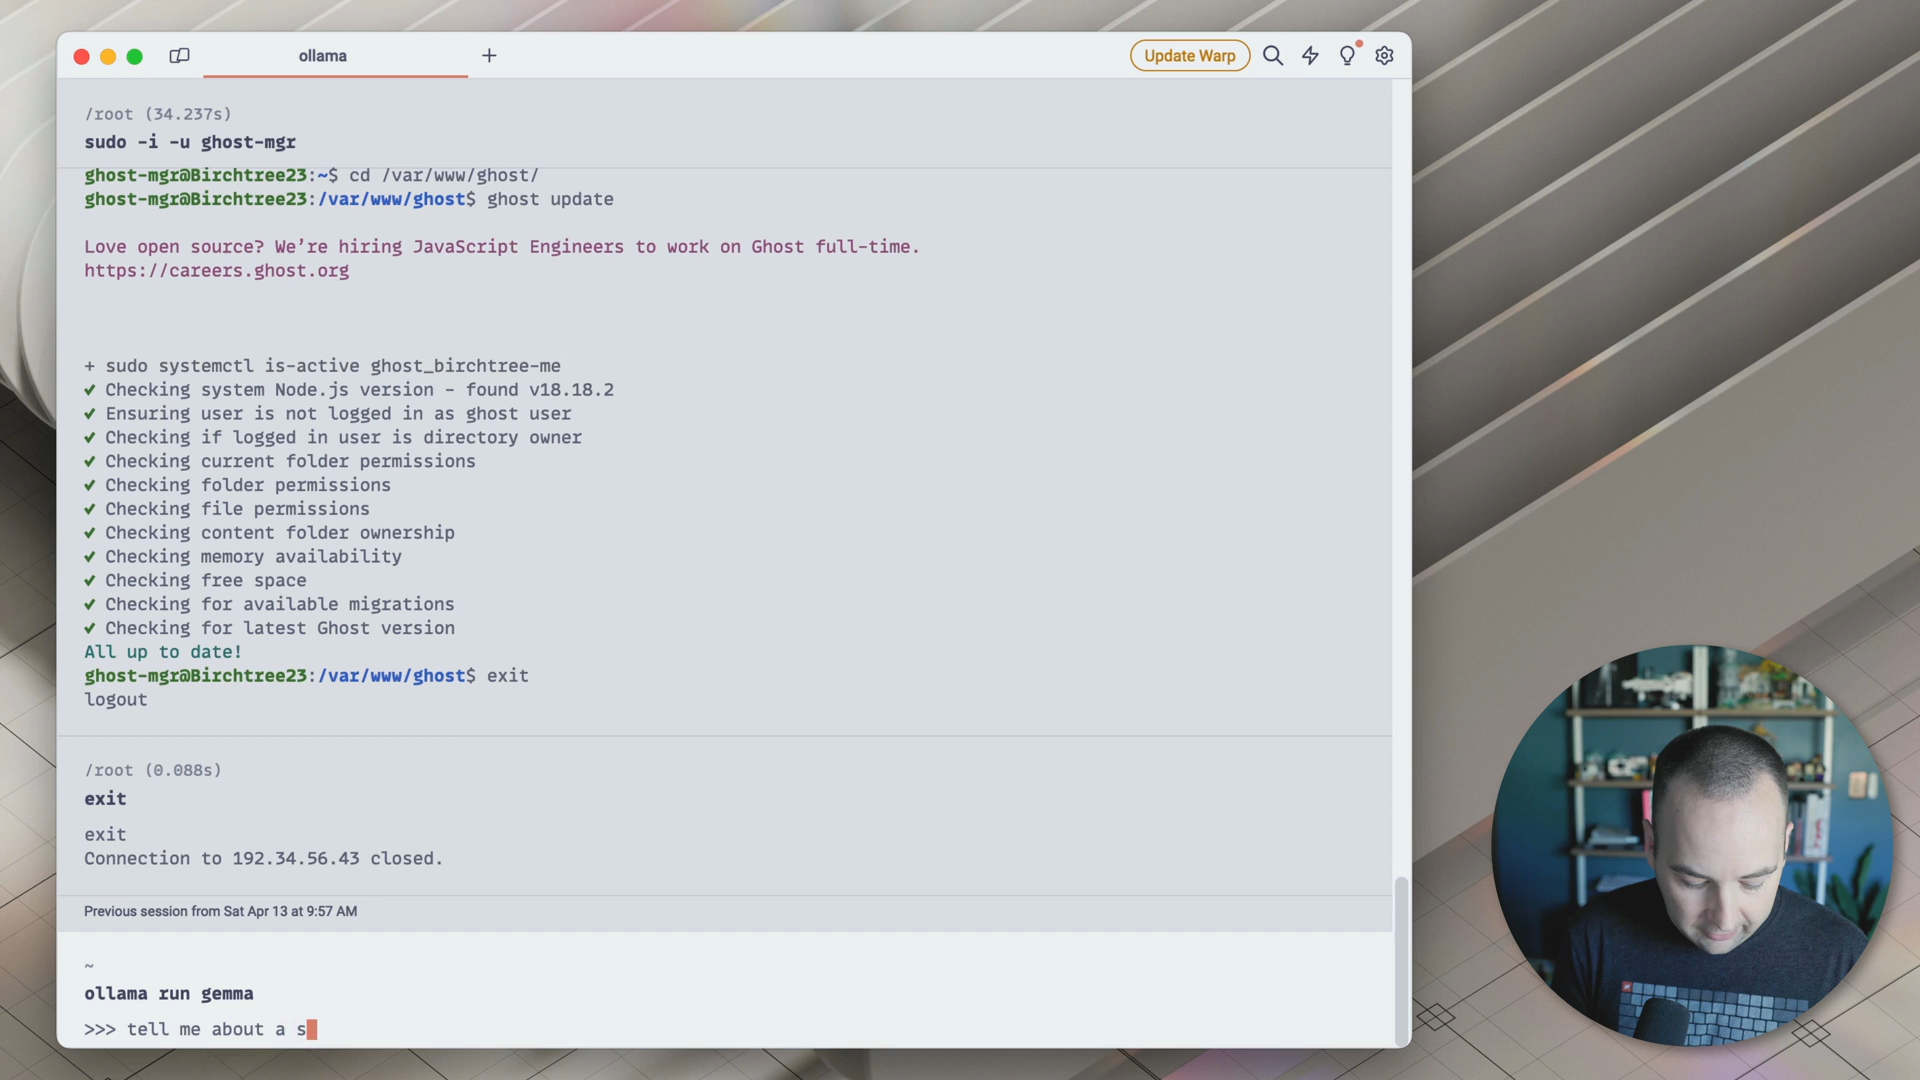 ollama
Update Warp
/root (34.237s)
sudo -i -u ghost-mgr
ghost-mgr@Birchtree23:~$ cd /var/www/ghost/
ghost-mgr@Birchtree23:/var/www/ghost$ ghost update
Love open source? We’re hiring JavaScript Engineers to work on Ghost full-time.
https://careers.ghost.org
+ sudo systemctl is-active ghost_birchtree-me
✔ Checking system Node.js version - found v18.18.2
✔ Ensuring user is not logged in as ghost user
✔ Checking if logged in user is directory owner
✔ Checking current folder permissions
✔ Checking folder permissions
✔ Checking file permissions
✔ Checking content folder ownership
✔ Checking memory availability
✔ Checking free space
✔ Checking for available migrations
✔ Checking for latest Ghost version
All up to date!
ghost-mgr@Birchtree23:/var/www/ghost$ exit
logout
/root (0.088s)
exit
exit
Connection to 192.34.56.43 closed.
Previous session from Sat Apr 13 at 9:57 AM
~
ollama run gemma
>>> tell me about a s